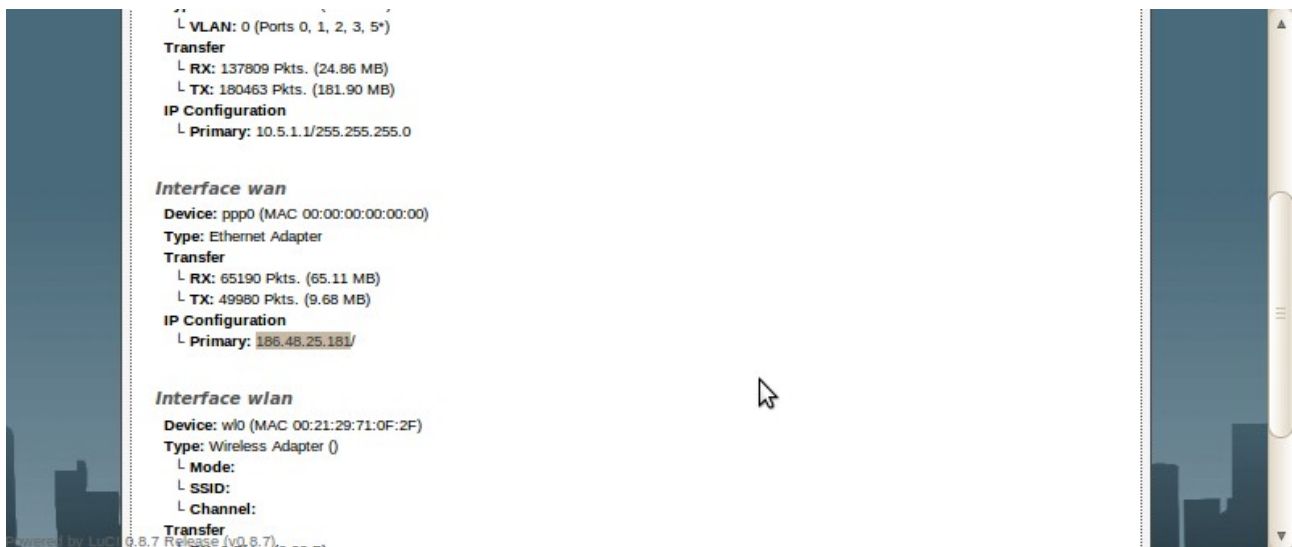 └ VLAN: 0 (Ports 0, 1, 2, 3, 5*)
Transfer
└ RX: 137809 Pkts. (24.86 MB)
└ TX: 180463 Pkts. (181.90 MB)
IP Configuration
└ Primary: 10.5.1.1/255.255.255.0
Interface wan
Device: ppp0 (MAC 00:00:00:00:00:00)
Type: Ethernet Adapter
Transfer
└ RX: 65190 Pkts. (65.11 MB)
└ TX: 49980 Pkts. (9.68 MB)
IP Configuration
└ Primary: 186.48.25.181/
Interface wlan
Device: wl0 (MAC 00:21:29:71:0F:2F)
Type: Wireless Adapter ()
└ Mode:
└ SSID:
└ Channel:
Transfer
Powered by LuCI 0.8.7 Release (v0.8.7)